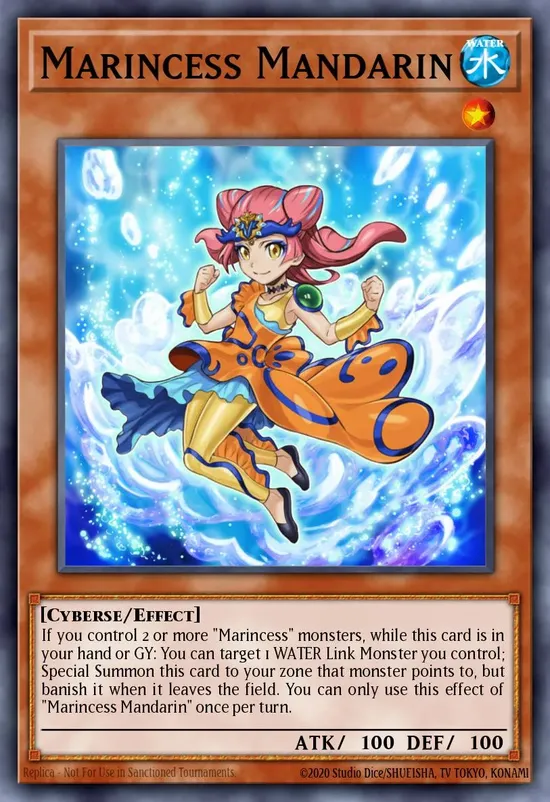 Marincess Mandarin
WATER
水
[Cyberse/Effect]
If you control 2 or more "Marincess" monsters, while this card is in
your hand or GY: You can target 1 WATER Link Monster you control;
Special Summon this card to your zone that monster points to, but
banish it when it leaves the field. You can only use this effect of
"Marincess Mandarin" once per turn.
ATK/ 100 DEF/ 100
Replica - Not For Use in Sanctioned Tournaments.
©2020 Studio Dice/SHUEISHA, TV TOKYO, KONAMI